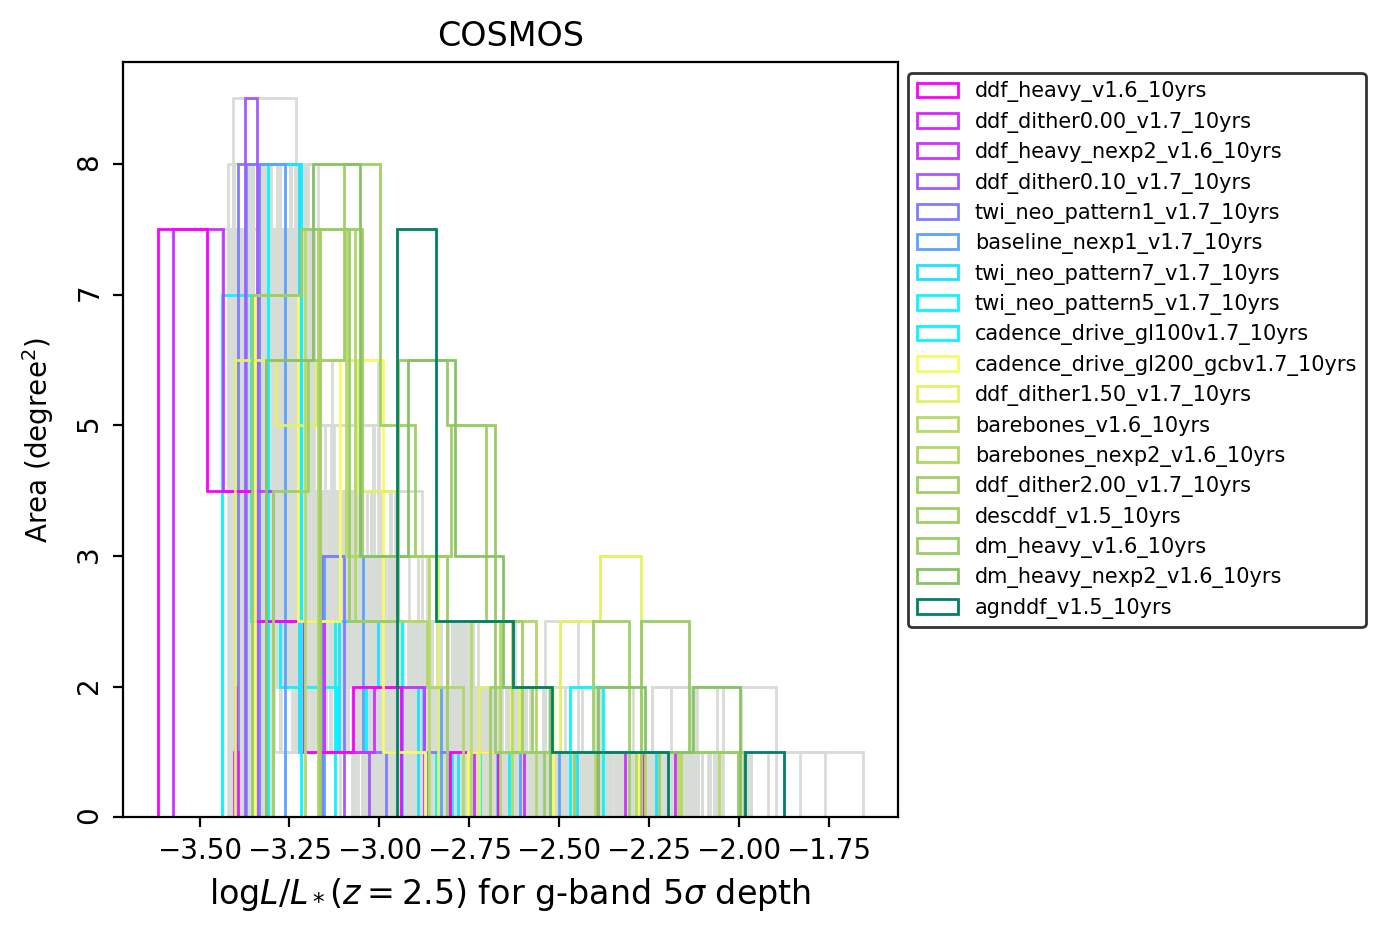 COSMOS
Area (degree²)
8
7
5
3
2
0
−3.50 −3.25 −3.00 −2.75 −2.50 −2.25 −2.00 −1.75
logL/L*(z = 2.5) for g-band 5σ depth
ddf_heavy_v1.6_10yrs
ddf_dither0.00_v1.7_10yrs
ddf_heavy_nexp2_v1.6_10yrs
ddf_dither0.10_v1.7_10yrs
twi_neo_pattern1_v1.7_10yrs
baseline_nexp1_v1.7_10yrs
twi_neo_pattern7_v1.7_10yrs
twi_neo_pattern5_v1.7_10yrs
cadence_drive_gl100v1.7_10yrs
cadence_drive_gl200_gcbv1.7_10yrs
ddf_dither1.50_v1.7_10yrs
barebones_v1.6_10yrs
barebones_nexp2_v1.6_10yrs
ddf_dither2.00_v1.7_10yrs
descddf_v1.5_10yrs
dm_heavy_v1.6_10yrs
dm_heavy_nexp2_v1.6_10yrs
agnddf_v1.5_10yrs